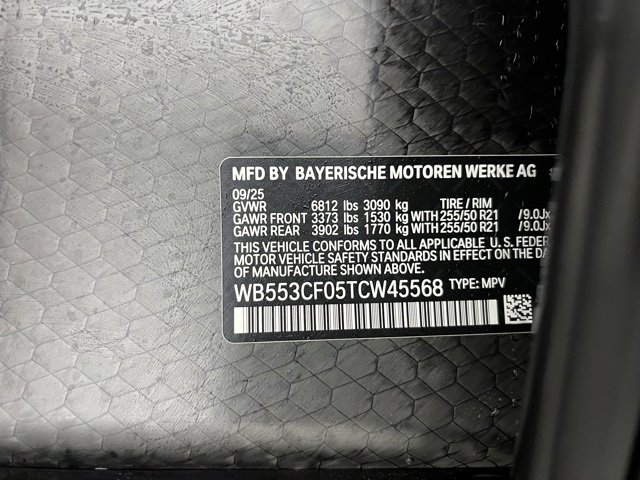 MFD BY BAYERISCHE MOTOREN WERKE AG
09/25
GVWR 6812 lbs 3090 kg TIRE / RIM
GAWR FRONT 3373 lbs 1530 kg WITH 255/50 R21 /9.0Jx
GAWR REAR 3902 lbs 1770 kg WITH 255/50 R21 /9.0Jx
THIS VEHICLE CONFORMS TO ALL APPLICABLE U. S. FEDER
MOTOR VEHICLE SAFETY STANDARDS IN EFFECT ON THE DA
OF MANUFACTURE SHOWN ABOVE.
WB553CF05TCW45568 TYPE: MPV